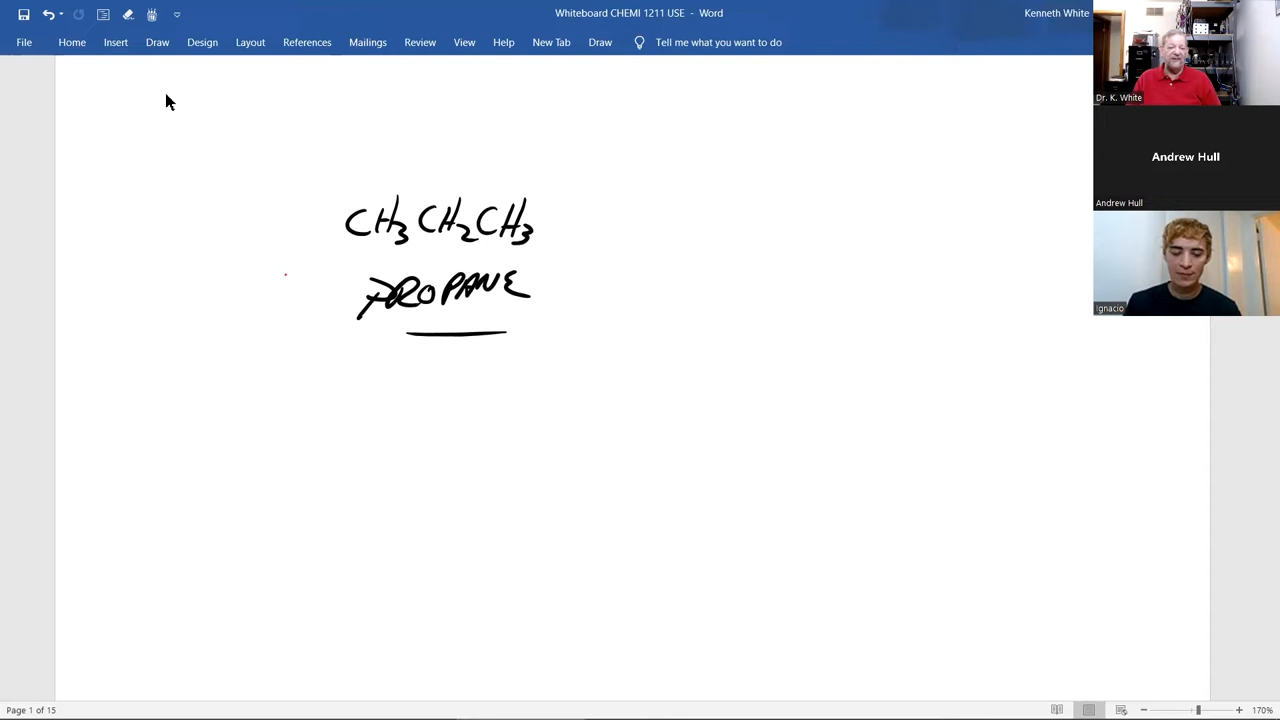 Whiteboard CHEMI 1211 USE - Word
Kenneth White
File Home Insert Draw Design Layout References Mailings Review View Help New Tab Draw Tell me what you want to do
Dr. K. White
Andrew Hull
Andrew Hull
Ignacio
CH₃CH₂CH₃
PROPANE
Page 1 of 15
170%